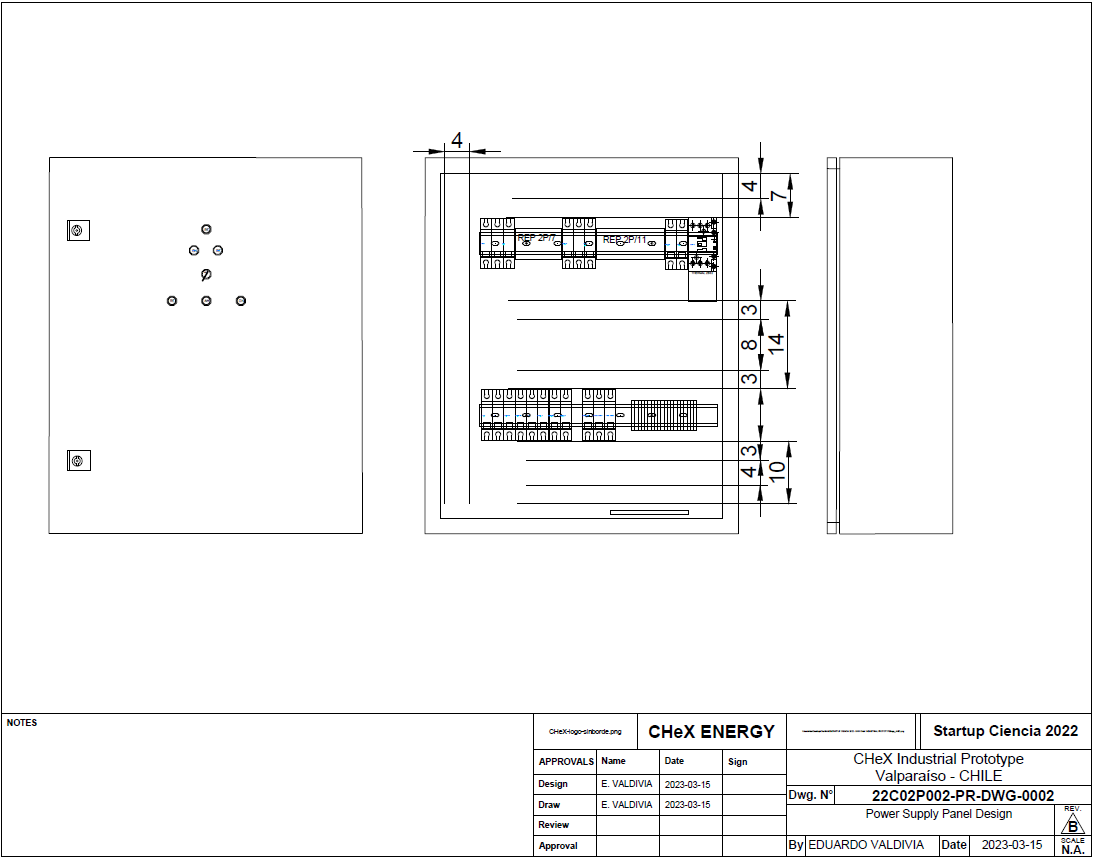 4
4
7
REP 2P/7
REP 2P/11
3
8
14
3
3
4
10
NOTES
CHeX-logo-sinborde.png
CHeX ENERGY
Startup Ciencia 2022
APPROVALS Name Date Sign
Design E. VALDIVIA 2023-03-15
Draw E. VALDIVIA 2023-03-15
Review
Approval
CHeX Industrial Prototype
Valparaíso - CHILE
Dwg. N° 22C02P002-PR-DWG-0002
Power Supply Panel Design
REV.
B
SCALE
N.A.
By EDUARDO VALDIVIA Date 2023-03-15